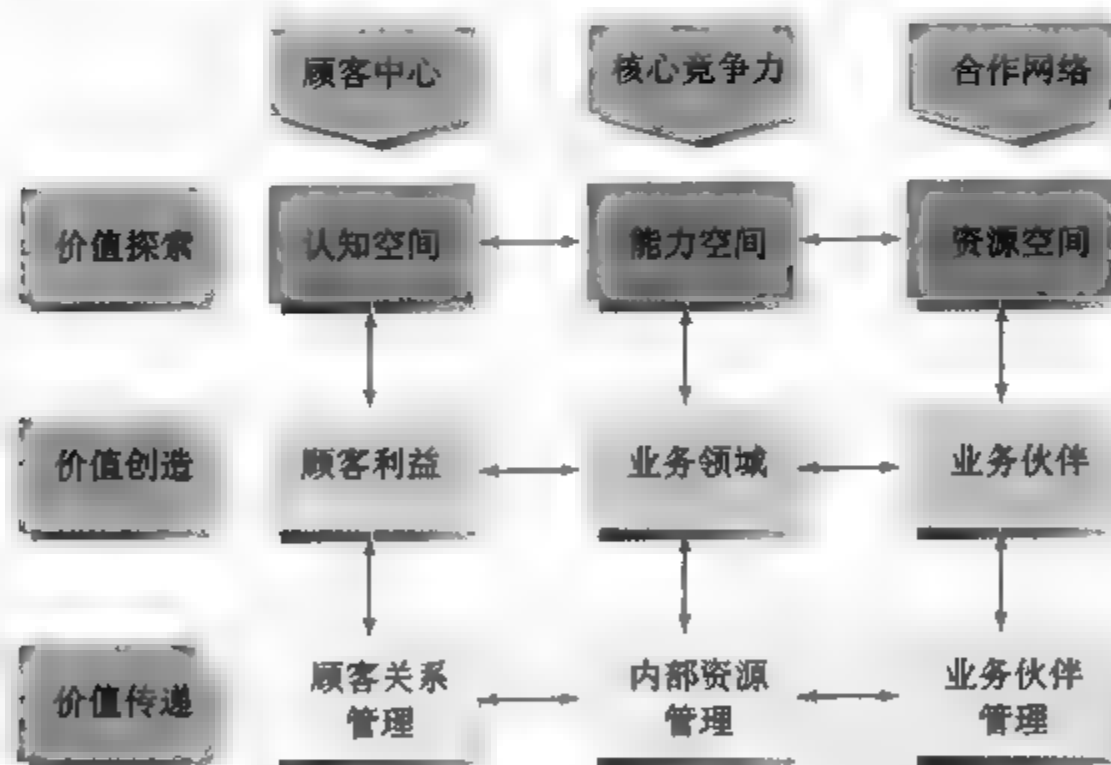 顾客中心
核心竞争力
合作网络
价值探索
认知空间
能力空间
资源空间
价值创造
顾客利益
业务领域
业务伙伴
价值传递
顾客关系
管理
内部资源
管理
业务伙伴
管理